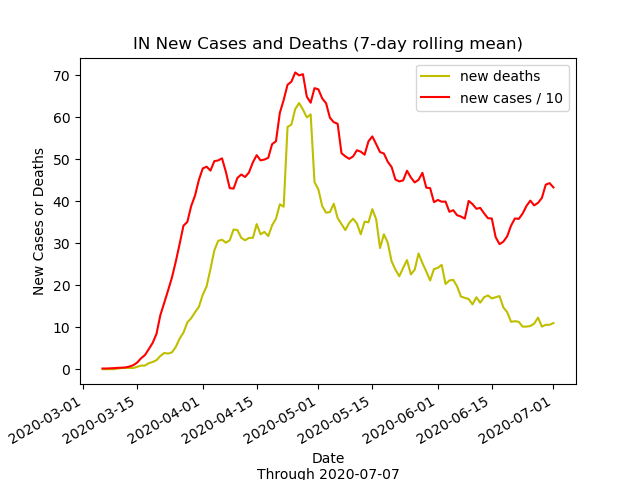 IN New Cases and Deaths (7-day rolling mean)
new deaths
new cases / 10
70
60
50
40
30
20
10
0
New Cases or Deaths
2020-03-01
2020-03-15
2020-04-01
2020-04-15
2020-05-01
2020-05-15
2020-06-01
2020-06-15
2020-07-01
Date
Through 2020-07-07